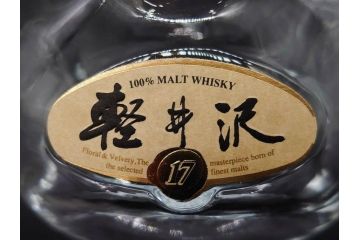 100% MALT WHISKY
軽井沢
Floral & Velvety, The masterpiece born of
the selected finest malts
17